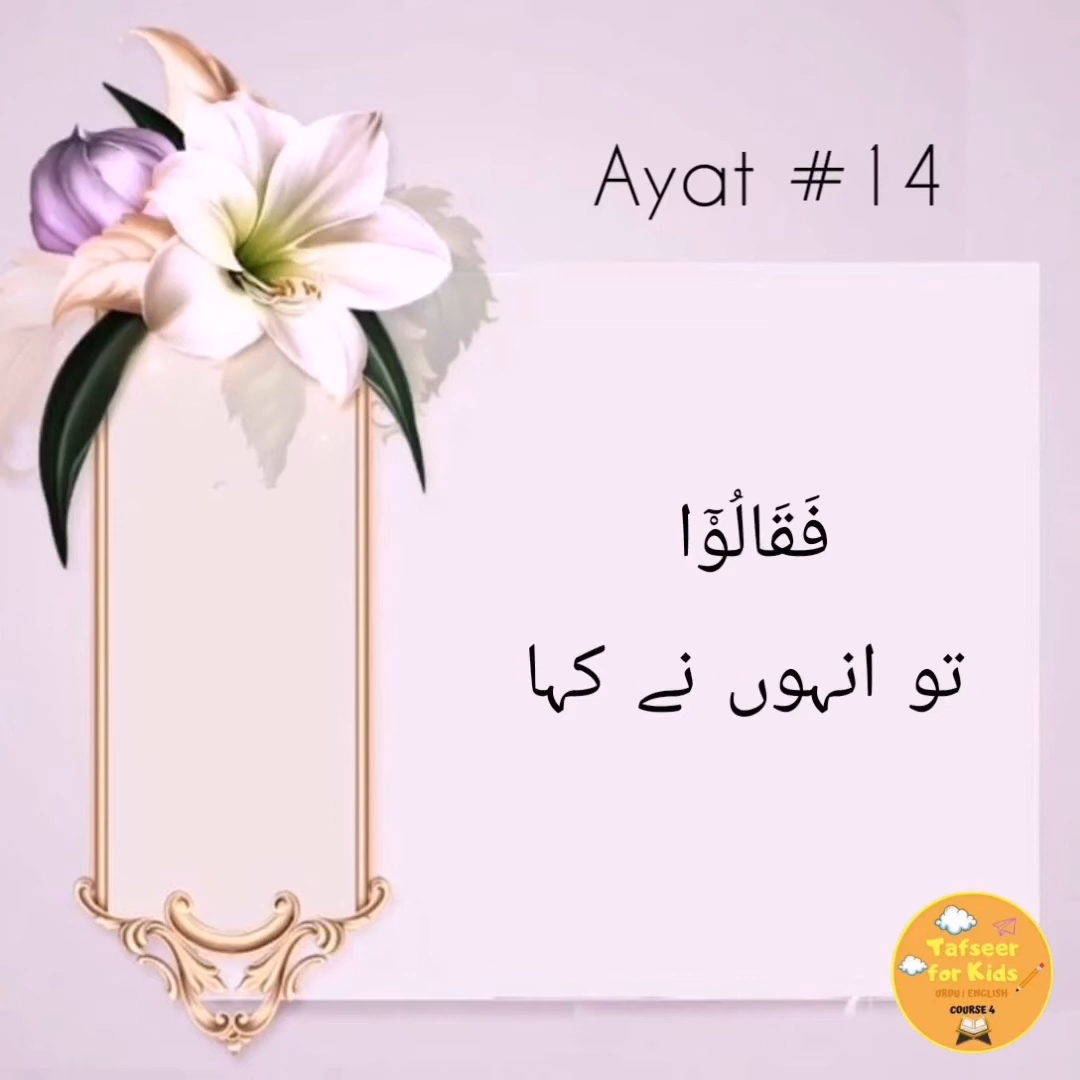 Ayat #14
فَقَالُوْٓا
تو انہوں نے کہا
Tafseer
for Kids
URDU | ENGLISH
COURSE 4